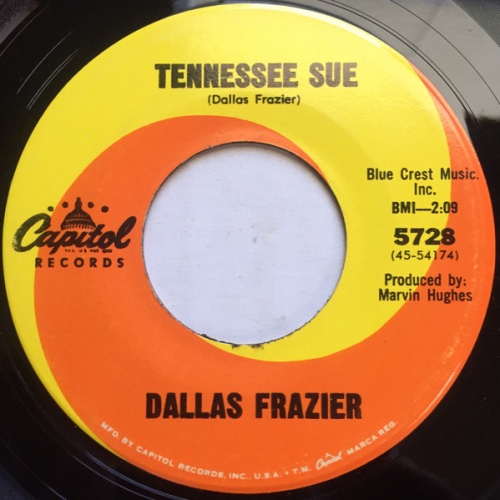 TENNESSEE SUE
(Dallas Frazier)
Blue Crest Music.
Inc.
BMI—2:09
5728
(45-54174)
Produced by:
Marvin Hughes
Capitol
RECORDS
DALLAS FRAZIER
MFD. BY CAPITOL RECORDS, INC., U.S.A. • T.M. Capitol MARCA REG.